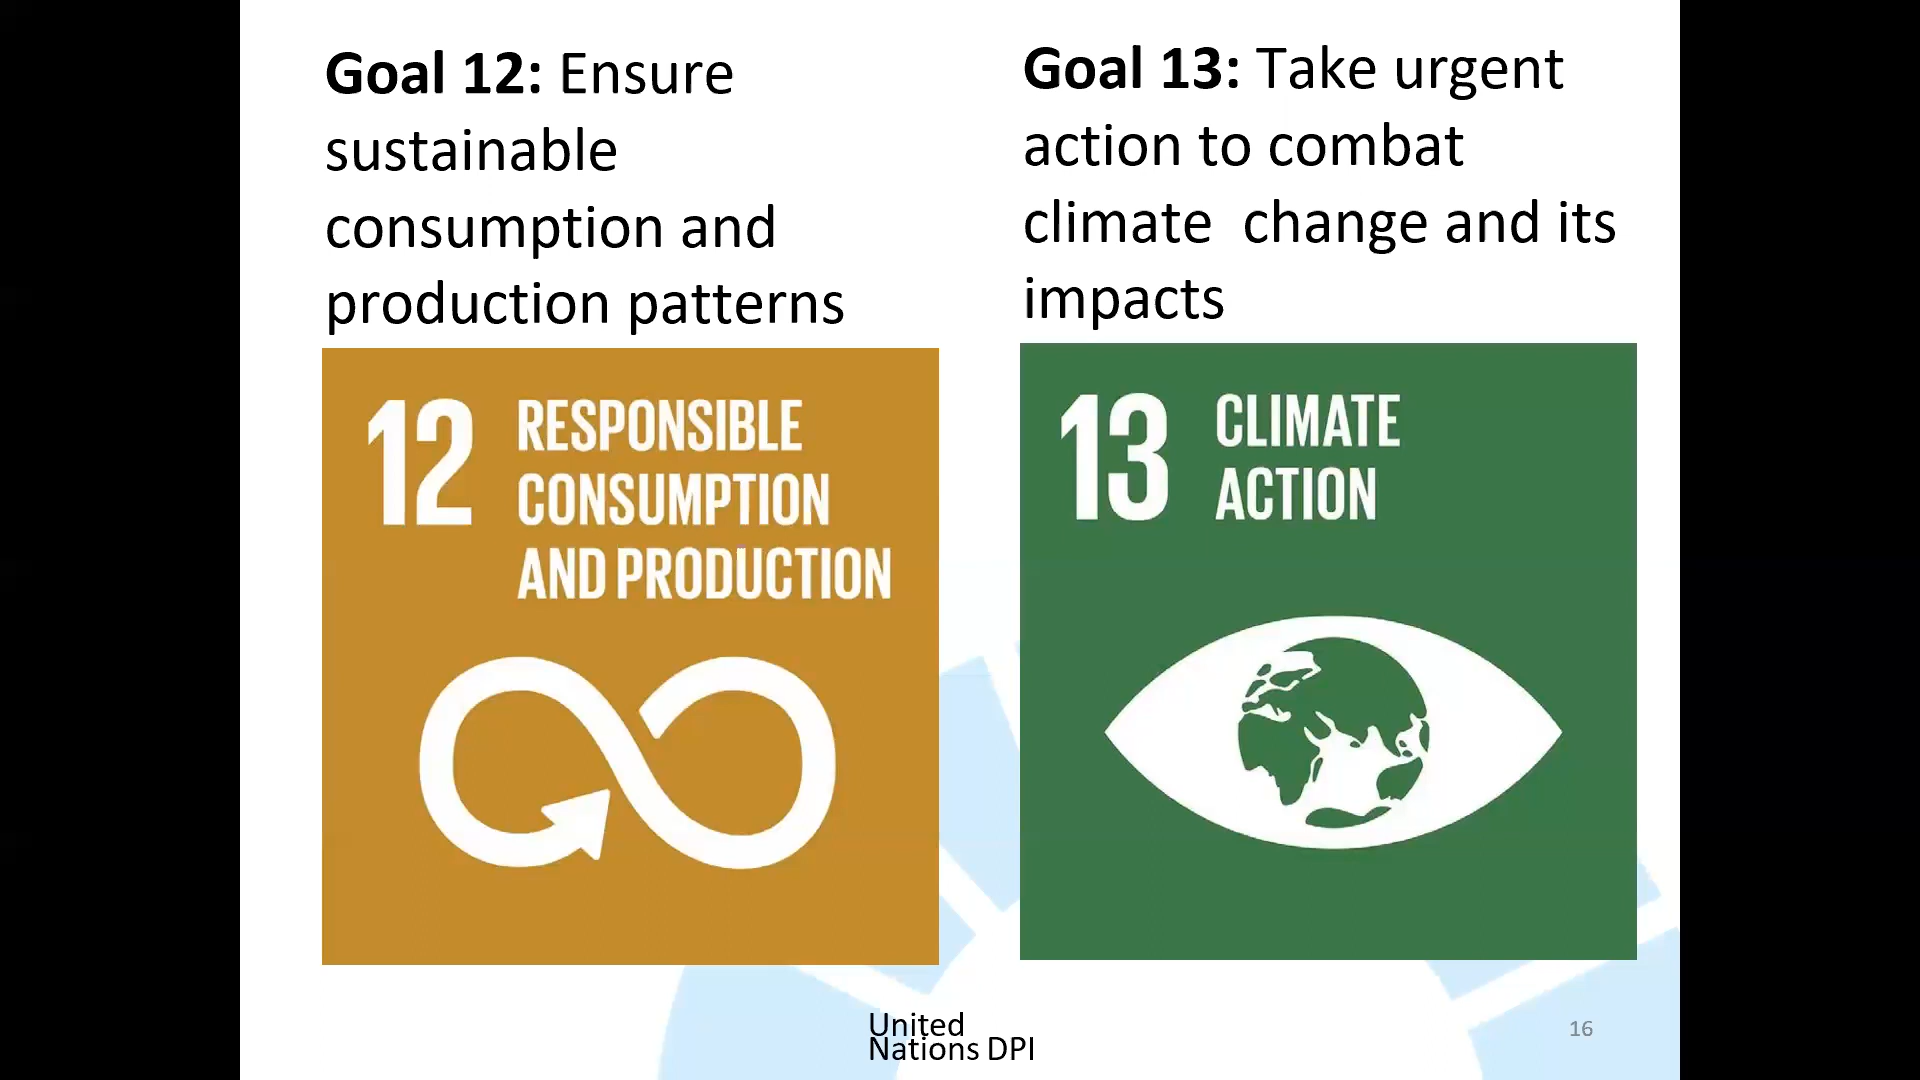 Goal 12: Ensure
sustainable
consumption and
production patterns
12 RESPONSIBLE
CONSUMPTION
AND PRODUCTION
Goal 13: Take urgent
action to combat
climate  change and its
impacts
13 CLIMATE
ACTION
United
Nations DPI
16